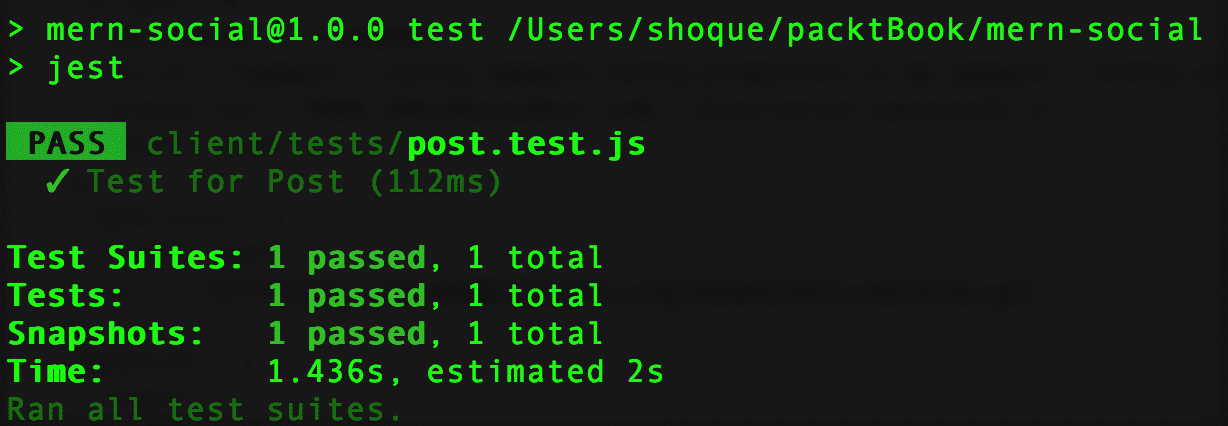 > mern-social@1.0.0 test /Users/shoque/packtBook/mern-social
> jest
PASS client/tests/post.test.js
✓ Test for Post (112ms)
Test Suites: 1 passed, 1 total
Tests: 1 passed, 1 total
Snapshots: 1 passed, 1 total
Time: 1.436s, estimated 2s
Ran all test suites.